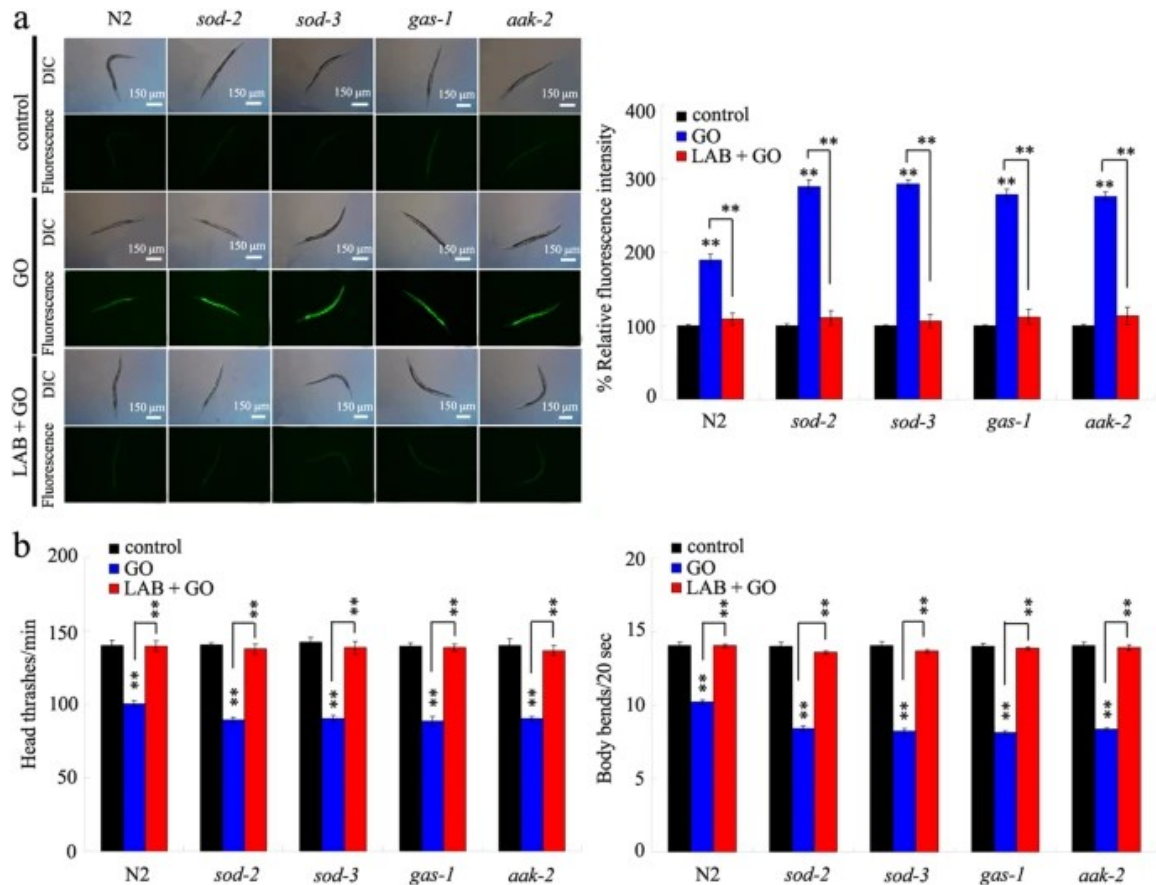 a
N2 sod-2 sod-3 gas-1 aak-2
control
DIC
150 μm 150 μm 150 μm 150 μm 150 μm
Fluorescence
GO
DIC
150 μm 150 μm 150 μm 150 μm 150 μm
Fluorescence
LAB + GO
DIC
150 μm 150 μm 150 μm 150 μm 150 μm
Fluorescence
% Relative fluorescence intensity
400
300
200
100
0
control
GO
LAB + GO
** ** ** ** **
** ** ** ** **
N2 sod-2 sod-3 gas-1 aak-2
b
Head thrashes/min
200
150
100
50
0
control
GO
LAB + GO
** ** ** ** **
** ** ** ** **
N2 sod-2 sod-3 gas-1 aak-2
Body bends/20 sec
20
15
10
5
0
control
GO
LAB + GO
** ** ** ** **
** ** ** ** **
N2 sod-2 sod-3 gas-1 aak-2